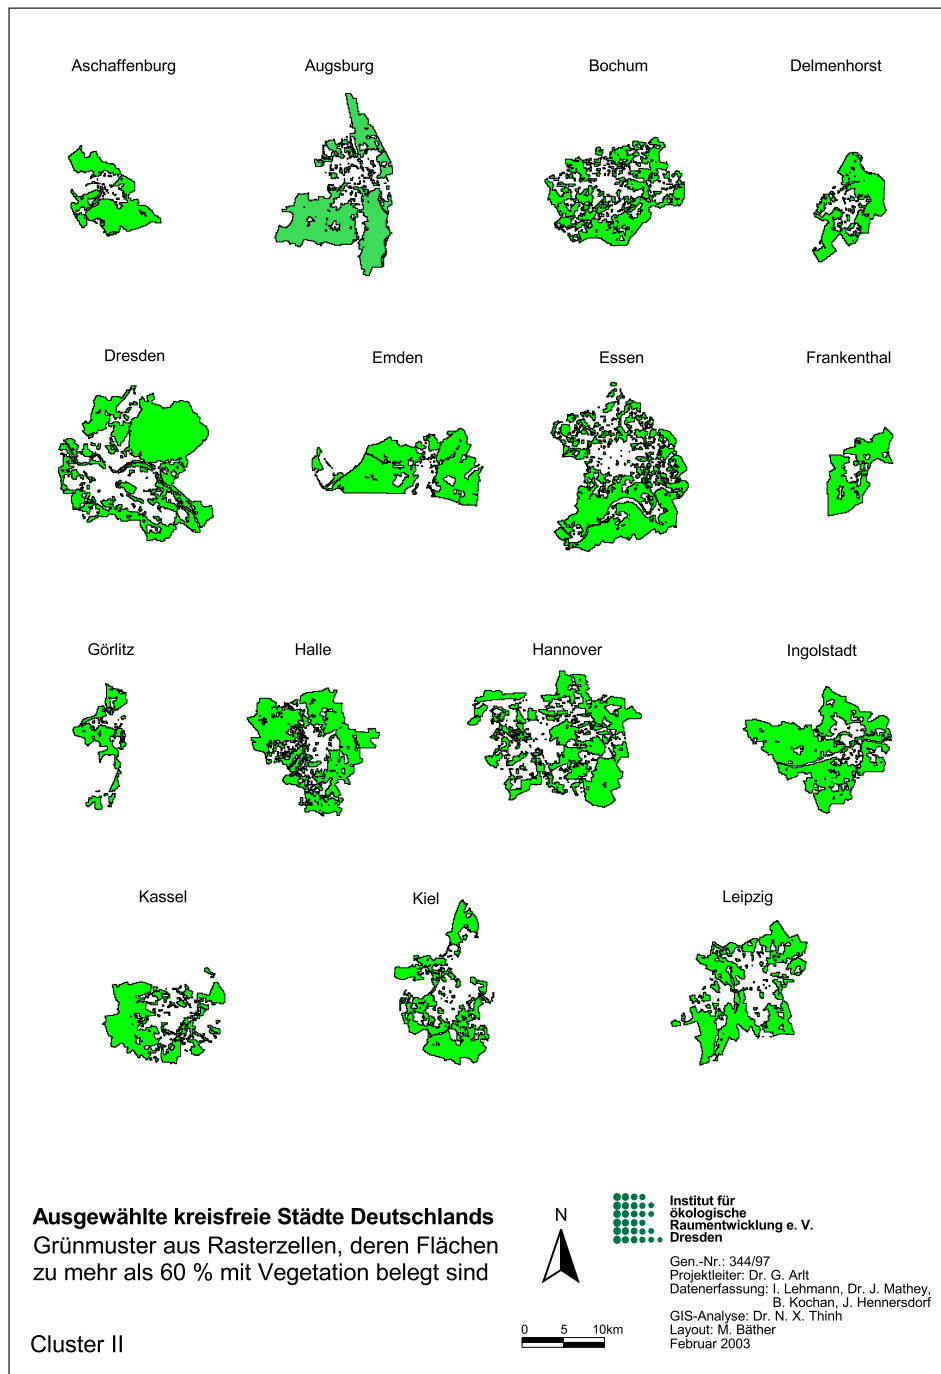 Aschaffenburg
Augsburg
Bochum
Delmenhorst
Dresden
Emden
Essen
Frankenthal
Görlitz
Halle
Hannover
Ingolstadt
Kassel
Kiel
Leipzig
Ausgewählte kreisfreie Städte Deutschlands
Grünmuster aus Rasterzellen, deren Flächen
zu mehr als 60 % mit Vegetation belegt sind
Cluster II
N
0 5 10km
Institut für
ökologische
Raumentwicklung e. V.
Dresden
Gen.-Nr.: 344/97
Projektleiter: Dr. G. Arlt
Datenerfassung: I. Lehmann, Dr. J. Mathey,
B. Kochan, J. Hennersdorf
GIS-Analyse: Dr. N. X. Thinh
Layout: M. Bäther
Februar 2003